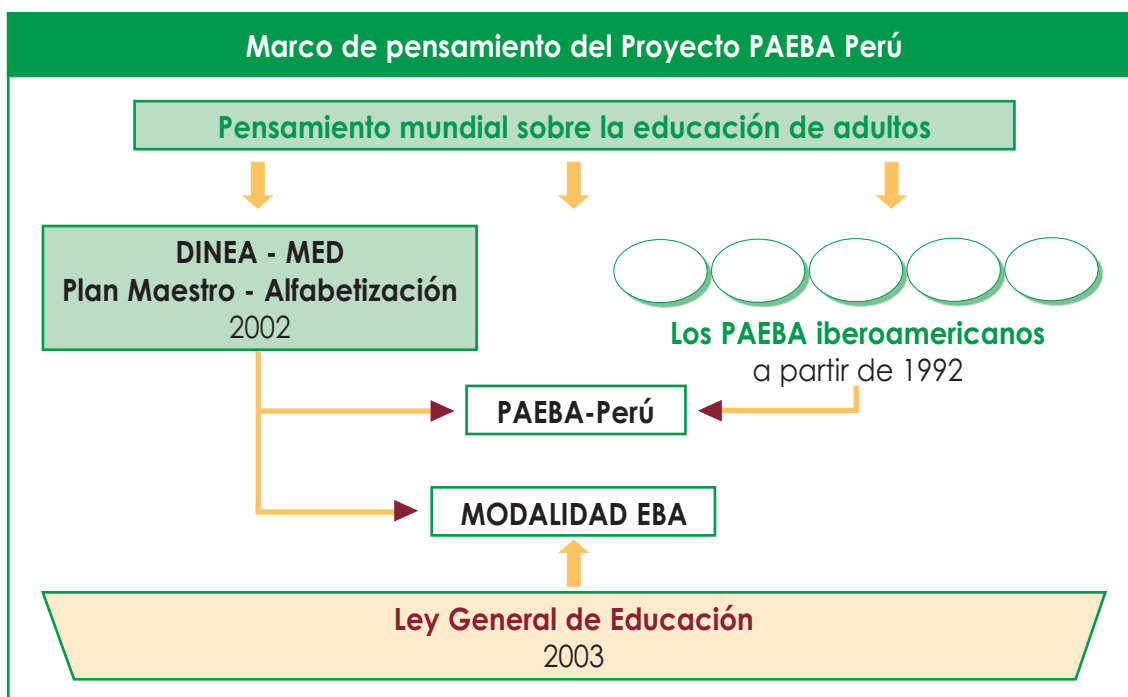 Marco de pensamiento del Proyecto PAEBA Perú
Pensamiento mundial sobre la educación de adultos
DINEA - MED
Plan Maestro - Alfabetización
2002
Los PAEBA iberoamericanos
a partir de 1992
PAEBA-Perú
MODALIDAD EBA
Ley General de Educación
2003